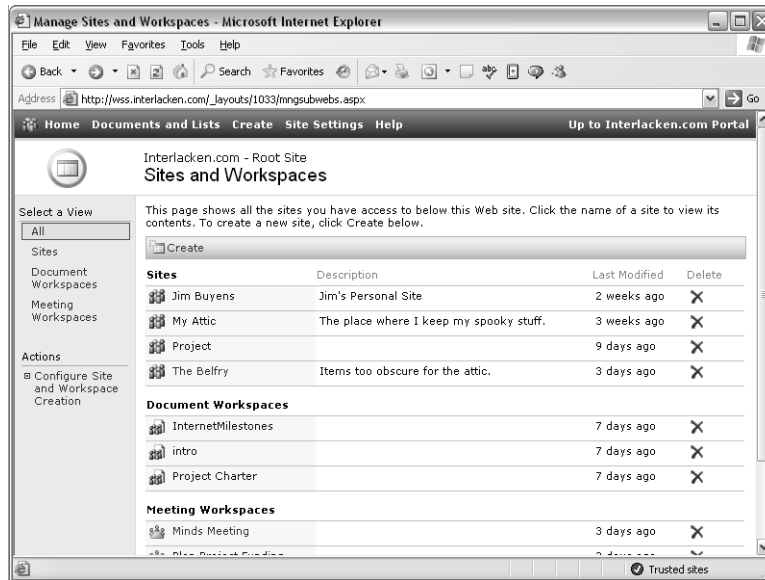 Manage Sites and Workspaces - Microsoft Internet Explorer
File Edit View Favorites Tools Help
Back Search Favorites
Address http://wss.interlacken.com/_layouts/1033/mngsubwebs.aspx Go
Home Documents and Lists Create Site Settings Help Up to Interlacken.com Portal
Interlacken.com - Root Site
Sites and Workspaces
Select a View
All
Sites
Document
Workspaces
Meeting
Workspaces
Actions
Configure Site
and Workspace
Creation
This page shows all the sites you have access to below this Web site. Click the name of a site to view its
contents. To create a new site, click Create below.
Create
Sites Description Last Modified Delete
Jim Buyens Jim's Personal Site 2 weeks ago
My Attic The place where I keep my spooky stuff. 3 weeks ago
Project 9 days ago
The Belfry Items too obscure for the attic. 3 days ago
Document Workspaces
InternetMilestones 7 days ago
intro 7 days ago
Project Charter 7 days ago
Meeting Workspaces
Minds Meeting 3 days ago
Plan Project Funding 3 days ago
Trusted sites